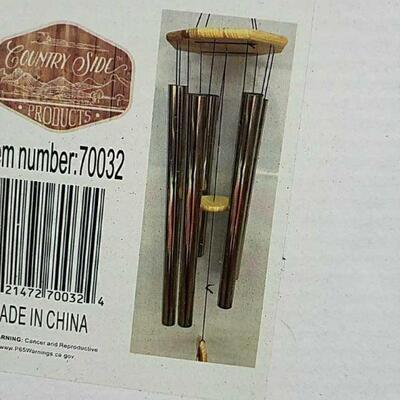 COUNTRY SIDE
PRODUCTS
em number:70032
21472 70032 4
ADE IN CHINA
ARNING: Cancer and Reproductive
www.P65Warnings.ca.gov